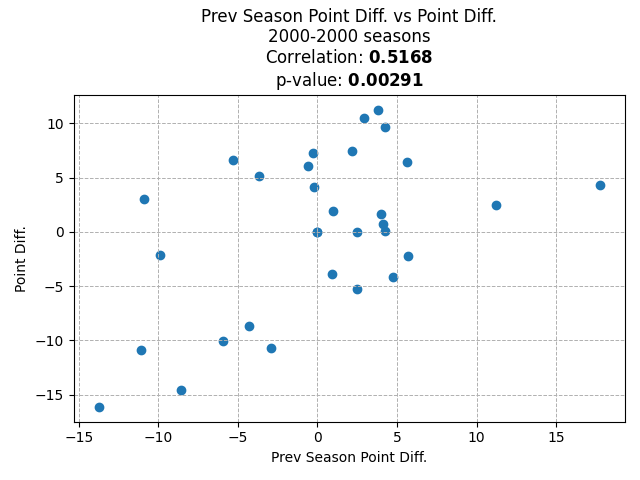 Prev Season Point Diff. vs Point Diff.
2000-2000 seasons
Correlation: 0.5168
p-value: 0.00291
10
5
0
−5
−10
−15
Point Diff.
−15 −10 −5 0 5 10 15
Prev Season Point Diff.